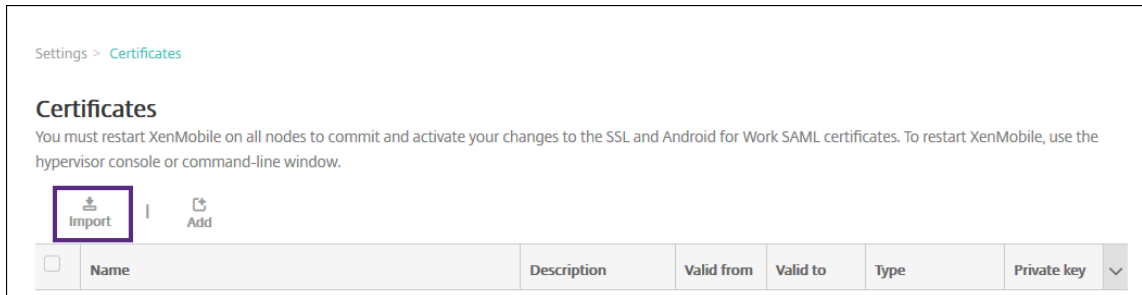 Settings > Certificates
Certificates
You must restart XenMobile on all nodes to commit and activate your changes to the SSL and Android for Work SAML certificates. To restart XenMobile, use the
hypervisor console or command-line window.
Import | Add
Name Description Valid from Valid to Type Private key